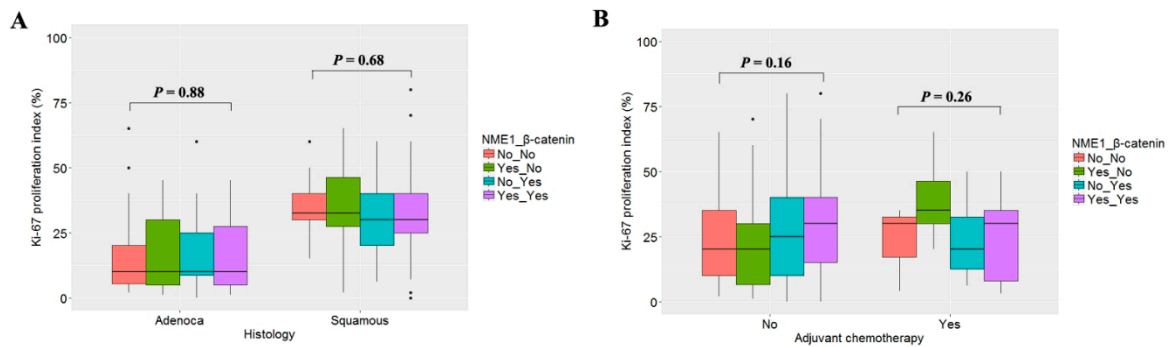 A
Ki-67 proliferation index (%)
100
75
50
25
0
P = 0.88
P = 0.68
Adenoca
Squamous
Histology
NME1_β-catenin
No_No
Yes_No
No_Yes
Yes_Yes
B
Ki-67 proliferation index (%)
100
75
50
25
0
P = 0.16
P = 0.26
No
Yes
Adjuvant chemotherapy
NME1_β-catenin
No_No
Yes_No
No_Yes
Yes_Yes